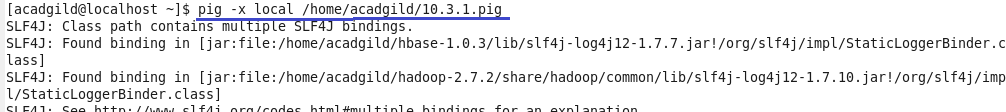 [acadgild@localhost ~]$ pig -x local /home/acadgild/10.3.1.pig
SLF4J: Class path contains multiple SLF4J bindings.
SLF4J: Found binding in [jar:file:/home/acadgild/hbase-1.0.3/lib/slf4j-log4j12-1.7.7.jar!/org/slf4j/impl/StaticLoggerBinder.c
lass]
SLF4J: Found binding in [jar:file:/home/acadgild/hadoop-2.7.2/share/hadoop/common/lib/slf4j-log4j12-1.7.10.jar!/org/slf4j/imp
l/StaticLoggerBinder.class]
SLF4J: See http://www.slf4j.org/codes.html#multiple_bindings for an explanation